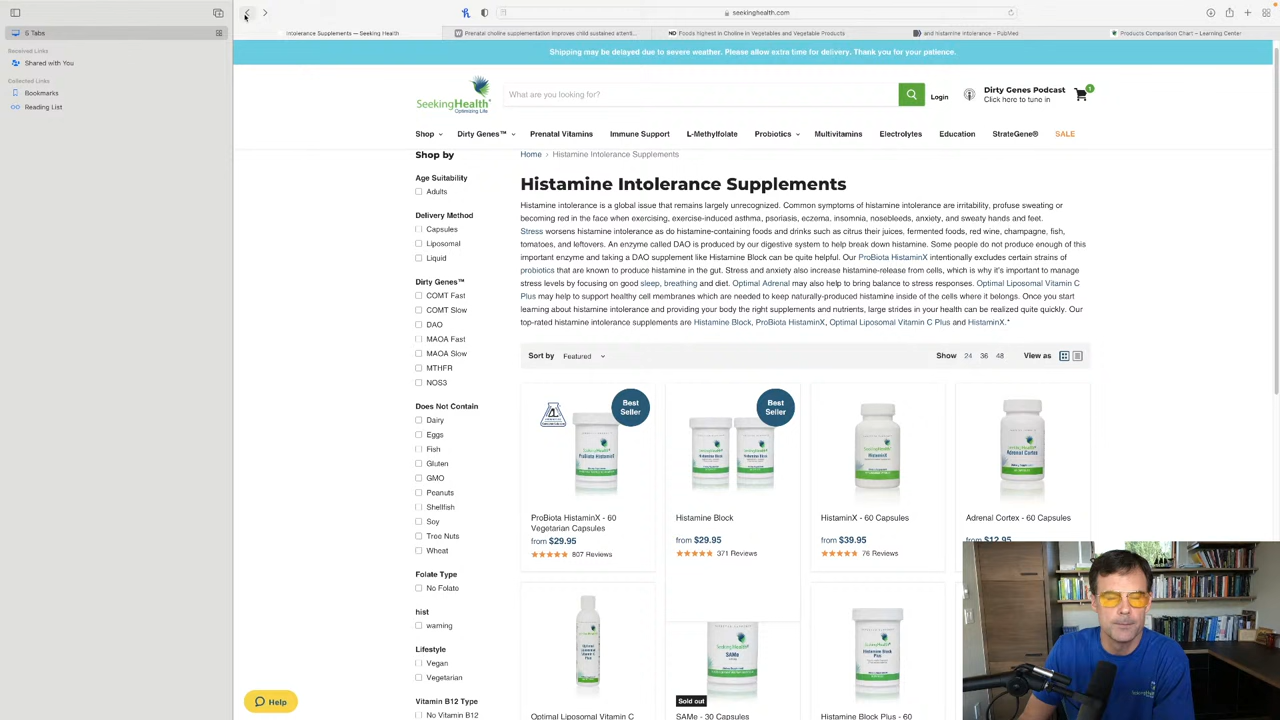 seekinghealth.com
6 Tabs
Received Links
Shared with You
Collected Links
Bookmarks
Reading List
Intolerance Supplements — Seeking Health
Prenatal choline supplementation improves child sustained attenti...
Foods Highest in Choline in Vegetables and Vegetable Products
and histamine intolerance - PubMed
Products Comparison Chart – Learning Center
Shipping may be delayed due to severe weather. Please allow extra time for delivery. Thank you for your patience.
SeekingHealth
Optimizing Life
What are you looking for?
Login
Dirty Genes Podcast
Click here to tune in
1
Shop
Dirty Genes™
Prenatal Vitamins
Immune Support
L-Methylfolate
Probiotics
Multivitamins
Electrolytes
Education
StrateGene®
SALE
Home › Histamine Intolerance Supplements
Shop by
Age Suitability
Adults
Delivery Method
Capsules
Liposomal
Liquid
Dirty Genes™
COMT Fast
COMT Slow
DAO
MAOA Fast
MAOA Slow
MTHFR
NOS3
Does Not Contain
Dairy
Eggs
Fish
Gluten
GMO
Peanuts
Shellfish
Soy
Tree Nuts
Wheat
Folate Type
No Folate
hist
warning
Lifestyle
Vegan
Vegetarian
Vitamin B12 Type
No Vitamin B12
Help
Histamine Intolerance Supplements
Histamine intolerance is a global issue that remains largely unrecognized. Common symptoms of histamine intolerance are irritability, profuse sweating or
becoming red in the face when exercising, exercise-induced asthma, psoriasis, eczema, insomnia, nosebleeds, anxiety, and sweaty hands and feet.
Stress worsens histamine intolerance as do histamine-containing foods and drinks such as citrus their juices, fermented foods, red wine, champagne, fish,
tomatoes, and leftovers. An enzyme called DAO is produced by our digestive system to help break down histamine. Some people do not produce enough of this
important enzyme and taking a DAO supplement like Histamine Block can be quite helpful. Our ProBiota HistaminX intentionally excludes certain strains of
probiotics that are known to produce histamine in the gut. Stress and anxiety also increase histamine-release from cells, which is why it's important to manage
stress levels by focusing on good sleep, breathing and diet. Optimal Adrenal may also help to bring balance to stress responses. Optimal Liposomal Vitamin C
Plus may help to support healthy cell membranes which are needed to keep naturally-produced histamine inside of the cells where it belongs. Once you start
learning about histamine intolerance and providing your body the right supplements and nutrients, large strides in your health can be realized quite quickly. Our
top-rated histamine intolerance supplements are Histamine Block, ProBiota HistaminX, Optimal Liposomal Vitamin C Plus and HistaminX.*
Sort by Featured
Show 24 36 48
View as
Best
Seller
ProBiota HistaminX - 60
Vegetarian Capsules
from $29.95
807 Reviews
Best
Seller
Histamine Block
from $29.95
371 Reviews
HistaminX - 60 Capsules
from $39.95
76 Reviews
Adrenal Cortex - 60 Capsules
from $12.95
Optimal Liposomal Vitamin C
Sold out
SAMe - 30 Capsules
Histamine Block Plus - 60